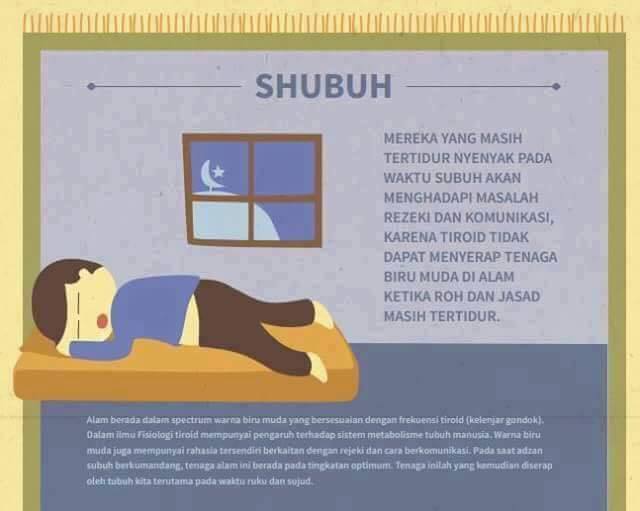 SHUBUH
MEREKA YANG MASIH
TERTIDUR NYENYAK PADA
WAKTU SUBUH AKAN
MENGHADAPI MASALAH
REZEKI DAN KOMUNIKASI,
KARENA TIROID TIDAK
DAPAT MENYERAP TENAGA
BIRU MUDA DI ALAM
KETIKA ROH DAN JASAD
MASIH TERTIDUR.
Alam berada dalam spectrum warna biru muda yang bersesuaian dengan frekuensi tiroid (kelenjar gondok).
Dalam ilmu Fisiologi tiroid mempunyai pengaruh terhadap sistem metabolisme tubuh manusia. Warna biru
muda juga mempunyai rahasia tersendiri berkaitan dengan rejeki dan cara berkomunikasi. Pada saat adzan
subuh berkumandang, tenaga alam ini berada pada tingkatan optimum. Tenaga inilah yang kemudian diserap
oleh tubuh kita terutama pada waktu ruku dan sujud.